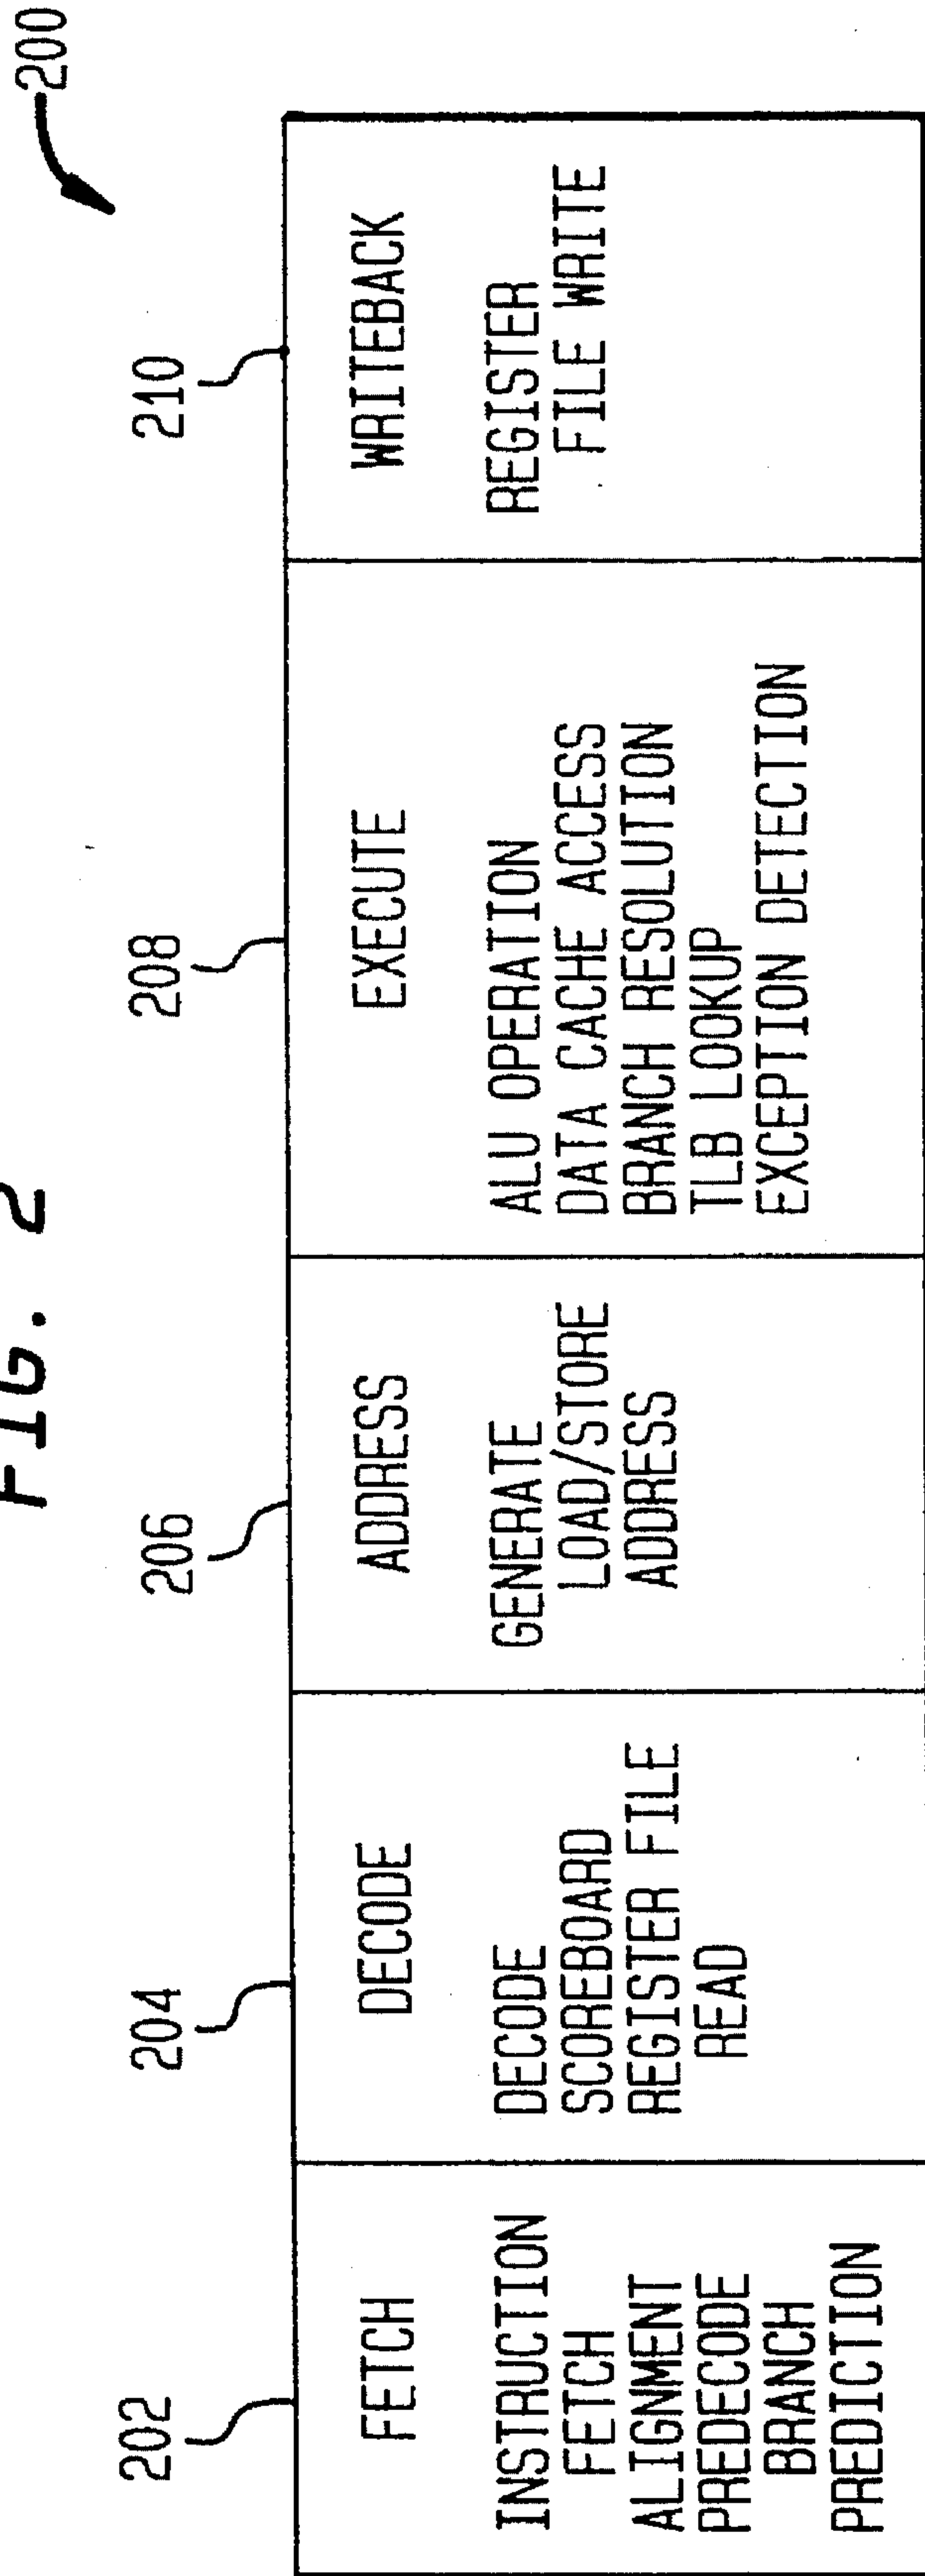 FIG. 2
200
202
FETCH
INSTRUCTION
FETCH
ALIGNMENT
PREDECODE
BRANCH
PREDICTION
204
DECODE
DECODE
SCOREBOARD
REGISTER FILE
READ
206
ADDRESS
GENERATE
LOAD/STORE
ADDRESS
208
EXECUTE
ALU OPERATION
DATA CACHE ACCESS
BRANCH RESOLUTION
TLB LOOKUP
EXCEPTION DETECTION
210
WRITEBACK
REGISTER
FILE WRITE